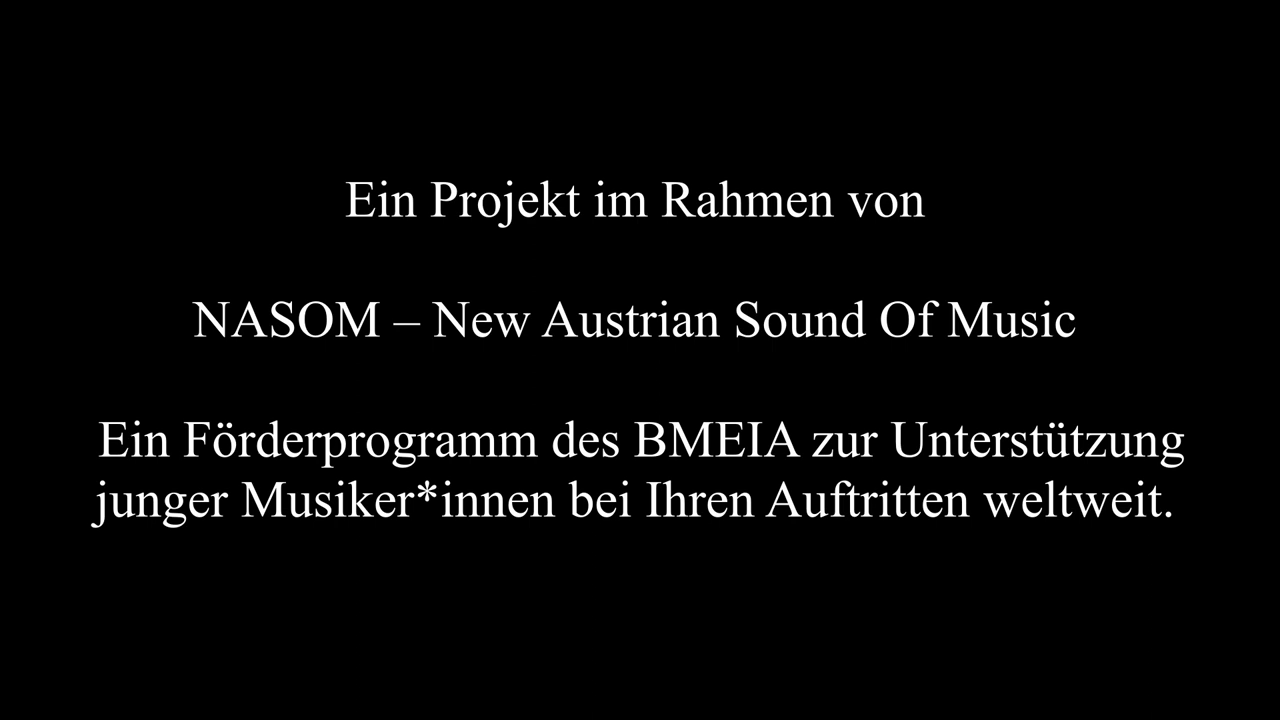 Ein Projekt im Rahmen von
NASOM – New Austrian Sound Of Music
Ein Förderprogramm des BMEIA zur Unterstützung
junger Musiker*innen bei Ihren Auftritten weltweit.